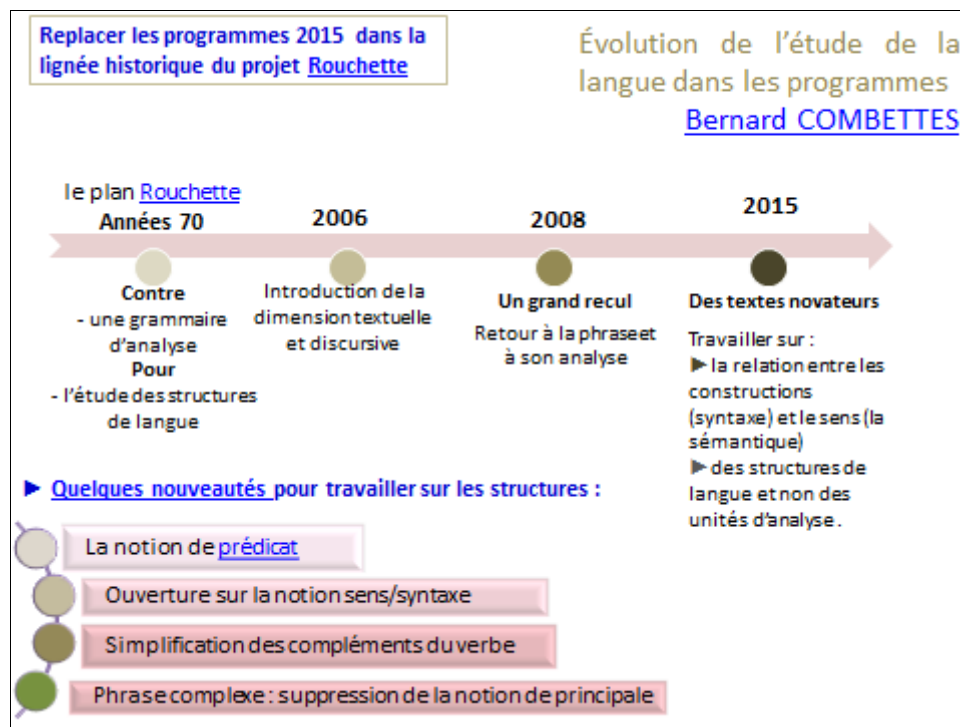 Replacer les programmes 2015 dans la
lignée historique du projet Rouchette
Évolution de l'étude de la
langue dans les programmes
Bernard COMBETTES
le plan Rouchette
Années 70
2006
2008
2015
Contre
- une grammaire
d'analyse
Pour
- l'étude des structures
de langue
Introduction de la
dimension textuelle
et discursive
Un grand recul
Retour à la phraseet
à son analyse
Des textes novateurs
Travailler sur :
► la relation entre les
constructions
(syntaxe) et le sens (la
sémantique)
► des structures de
langue et non des
unités d'analyse.
► Quelques nouveautés pour travailler sur les structures :
La notion de prédicat
Ouverture sur la notion sens/syntaxe
Simplification des compléments du verbe
Phrase complexe : suppression de la notion de principale